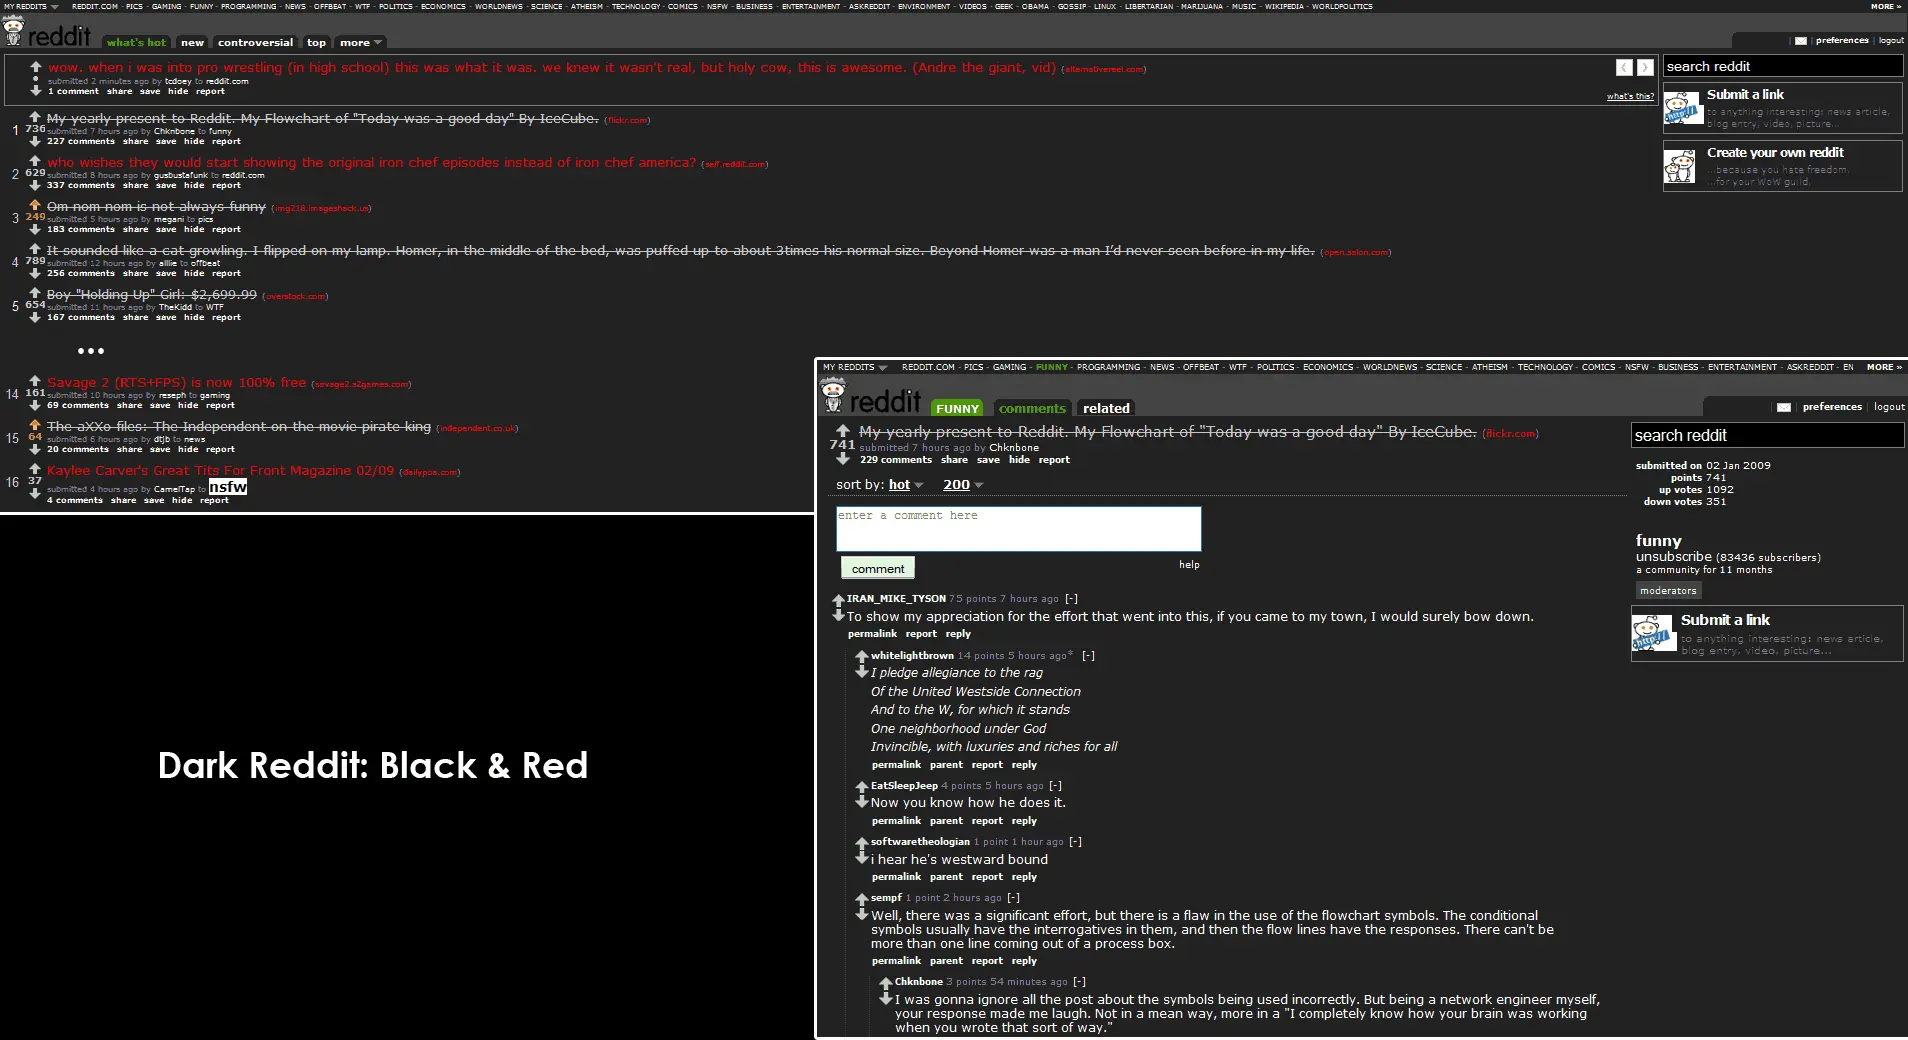 MY REDDITS REDDIT.COM - PICS - GAMING - FUNNY - PROGRAMMING - NEWS - OFFBEAT - WTF - POLITICS - ECONOMICS - WORLDNEWS - SCIENCE - ATHEISM - TECHNOLOGY - COMICS - NSFW - BUSINESS - ENTERTAINMENT - ASKREDDIT - ENVIRONMENT - VIDEOS - GEEK - OBAMA - GOSSIP - LINUX - LIBERTARIAN - MARIJUANA - MUSIC - WIKIPEDIA - WORLDPOLITICS MORE »
reddit what's hot new controversial top more
| preferences | logout
wow. when i was into pro wrestling (in high school) this was what it was. we knew it wasn't real, but holy cow, this is awesome. (Andre the giant, vid) (alternativereel.com)
submitted 2 minutes ago by tcdoey to reddit.com
1 comment share save hide report
what's this?
search reddit
Submit a link
to anything interesting: news article,
blog entry, video, picture...
Create your own reddit
...because you hate freedom.
...for your WoW guild.
1 736 My yearly present to Reddit. My Flowchart of "Today was a good day" By IceCube. (flickr.com)
submitted 7 hours ago by Chknbone to funny
227 comments share save hide report
2 629 who wishes they would start showing the original iron chef episodes instead of iron chef america? (self.reddit.com)
submitted 8 hours ago by gusbustafunk to reddit.com
337 comments share save hide report
3 249 Om nom nom is not always funny (img218.imageshack.us)
submitted 5 hours ago by megani to pics
183 comments share save hide report
4 789 It sounded like a cat growling. I flipped on my lamp. Homer, in the middle of the bed, was puffed up to about 3times his normal size. Beyond Homer was a man I'd never seen before in my life. (open.salon.com)
submitted 12 hours ago by alllie to offbeat
256 comments share save hide report
5 654 Boy "Holding Up" Girl: $2,699.99 (overstock.com)
submitted 11 hours ago by TheKidd to WTF
167 comments share save hide report
...
14 161 Savage 2 (RTS+FPS) is now 100% free (savage2.s2games.com)
submitted 10 hours ago by reseph to gaming
69 comments share save hide report
15 64 The aXXo files: The Independent on the movie pirate king (independent.co.uk)
submitted 6 hours ago by dtjb to news
20 comments share save hide report
16 37 Kaylee Carver's Great Tits For Front Magazine 02/09 (dailypoa.com)
submitted 4 hours ago by CamelTap to nsfw
4 comments share save hide report
Dark Reddit: Black & Red
MY REDDITS REDDIT.COM - PICS - GAMING - FUNNY - PROGRAMMING - NEWS - OFFBEAT - WTF - POLITICS - ECONOMICS - WORLDNEWS - SCIENCE - ATHEISM - TECHNOLOGY - COMICS - NSFW - BUSINESS - ENTERTAINMENT - ASKREDDIT - EN MORE »
reddit FUNNY comments related
| preferences | logout
741 My yearly present to Reddit. My Flowchart of "Today was a good day" By IceCube. (flickr.com)
submitted 7 hours ago by Chknbone
229 comments share save hide report
sort by: hot 200
enter a comment here
comment help
IRAN_MIKE_TYSON 75 points 7 hours ago [-]
To show my appreciation for the effort that went into this, if you came to my town, I would surely bow down.
permalink report reply
whitelightbrown 14 points 5 hours ago* [-]
I pledge allegiance to the rag
Of the United Westside Connection
And to the W, for which it stands
One neighborhood under God
Invincible, with luxuries and riches for all
permalink parent report reply
EatSleepJeep 4 points 5 hours ago [-]
Now you know how he does it.
permalink parent report reply
softwaretheologian 1 point 1 hour ago [-]
i hear he's westward bound
permalink parent report reply
sempf 1 point 2 hours ago [-]
Well, there was a significant effort, but there is a flaw in the use of the flowchart symbols. The conditional
symbols usually have the interrogatives in them, and then the flow lines have the responses. There can't be
more than one line coming out of a process box.
permalink parent report reply
Chknbone 3 points 54 minutes ago [-]
I was gonna ignore all the post about the symbols being used incorrectly. But being a network engineer myself,
your response made me laugh. Not in a mean way, more in a "I completely know how your brain was working
when you wrote that sort of way."
search reddit
submitted on 02 Jan 2009
points 741
up votes 1092
down votes 351
funny
unsubscribe (83436 subscribers)
a community for 11 months
moderators
http://
Submit a link
to anything interesting: news article,
blog entry, video, picture...